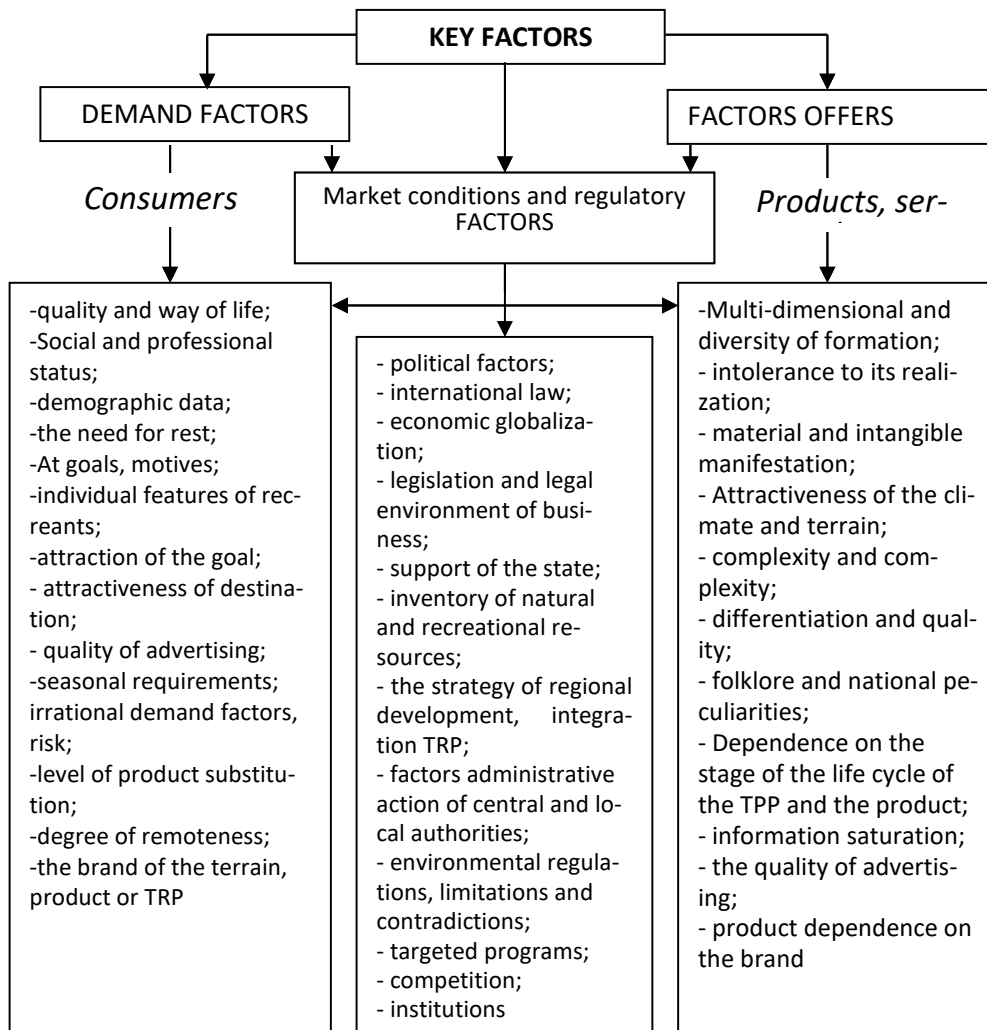 KEY FACTORS
DEMAND FACTORS
FACTORS OFFERS
Consumers
Market conditions and regulatory
FACTORS
Products, ser-
-quality and way of life;
-Social and professional
status;
-demographic data;
-the need for rest;
-At goals, motives;
-individual features of rec-
reants;
-attraction of the goal;
- attractiveness of destina-
tion;
- quality of advertising;
-seasonal requirements;
irrational demand factors,
risk;
-level of product substitu-
tion;
-degree of remoteness;
-the brand of the terrain,
product or TRP
- political factors;
- international law;
- economic globaliza-
tion;
- legislation and legal
environment of busi-
ness;
- support of the state;
- inventory of natural
and recreational re-
sources;
- the strategy of regional
development, integra-
tion TRP;
- factors administrative
action of central and lo-
cal authorities;
- environmental regula-
tions, limitations and
contradictions;
- targeted programs;
- competition;
- institutions
-Multi-dimensional and
diversity of formation;
- intolerance to its reali-
zation;
- material and intangible
manifestation;
- Attractiveness of the cli-
mate and terrain;
- complexity and com-
plexity;
- differentiation and qual-
ity;
- folklore and national pe-
culiarities;
- Dependence on the
stage of the life cycle of
the TPP and the product;
- information saturation;
- the quality of advertis-
ing;
- product dependence on
the brand